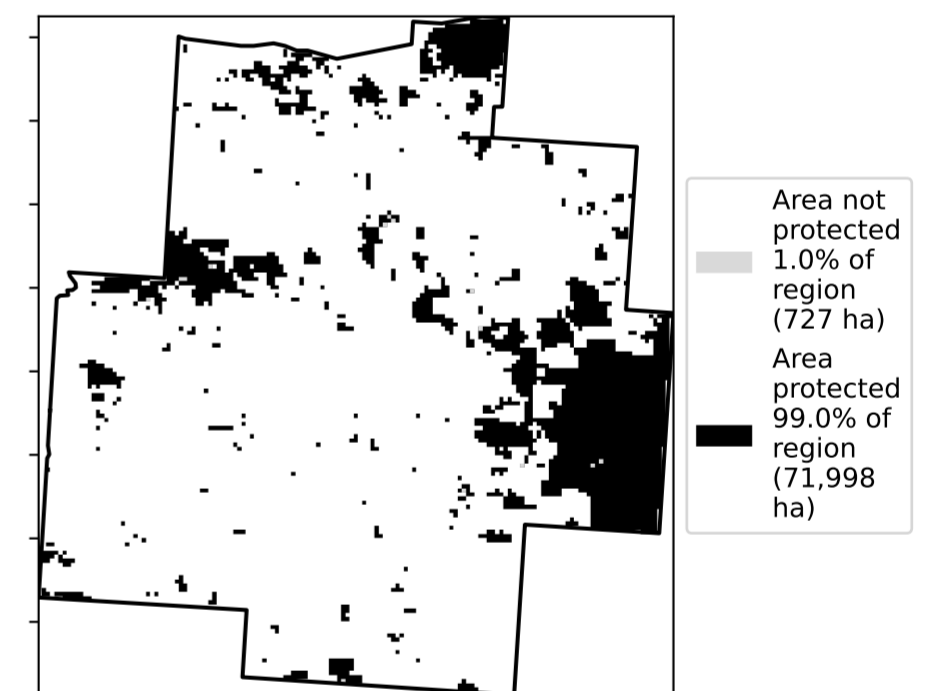 Area not
protected
1.0% of
region
(727 ha)
Area
protected
99.0% of
region
(71,998
ha)